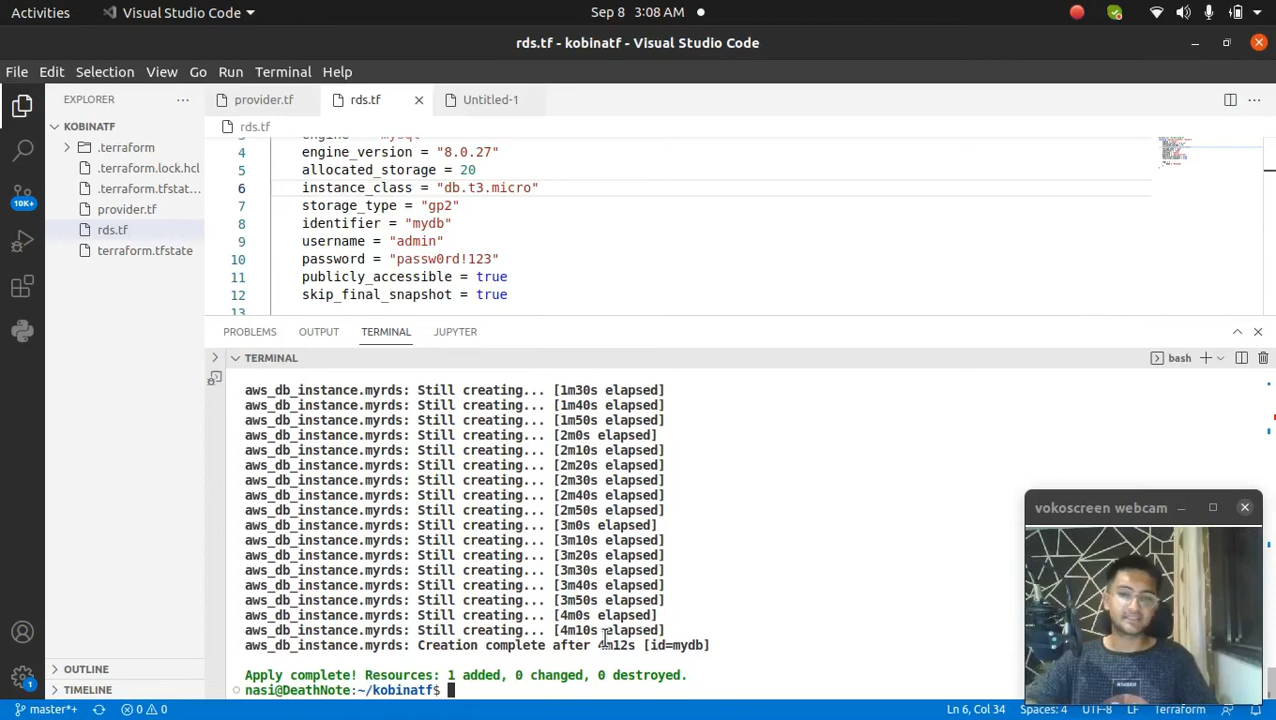 Activities
Visual Studio Code
Sep 8 3:08 AM
rds.tf - kobinatf - Visual Studio Code
File Edit Selection View Go Run Terminal Help
EXPLORER
provider.tf
rds.tf
Untitled-1
KOBINATF
.terraform
.terraform.lock.hcl
.terraform.tfstat...
provider.tf
rds.tf
terraform.tfstate
10K+
rds.tf
4 engine_version = "8.0.27"
5 allocated_storage = 20
6 instance_class = "db.t3.micro"
7 storage_type = "gp2"
8 identifier = "mydb"
9 username = "admin"
10 password = "passw0rd!123"
11 publicly_accessible = true
12 skip_final_snapshot = true
13
PROBLEMS OUTPUT TERMINAL JUPYTER
TERMINAL
bash
aws_db_instance.myrds: Still creating... [1m30s elapsed]
aws_db_instance.myrds: Still creating... [1m40s elapsed]
aws_db_instance.myrds: Still creating... [1m50s elapsed]
aws_db_instance.myrds: Still creating... [2m0s elapsed]
aws_db_instance.myrds: Still creating... [2m10s elapsed]
aws_db_instance.myrds: Still creating... [2m20s elapsed]
aws_db_instance.myrds: Still creating... [2m30s elapsed]
aws_db_instance.myrds: Still creating... [2m40s elapsed]
aws_db_instance.myrds: Still creating... [2m50s elapsed]
aws_db_instance.myrds: Still creating... [3m0s elapsed]
aws_db_instance.myrds: Still creating... [3m10s elapsed]
aws_db_instance.myrds: Still creating... [3m20s elapsed]
aws_db_instance.myrds: Still creating... [3m30s elapsed]
aws_db_instance.myrds: Still creating... [3m40s elapsed]
aws_db_instance.myrds: Still creating... [3m50s elapsed]
aws_db_instance.myrds: Still creating... [4m0s elapsed]
aws_db_instance.myrds: Still creating... [4m10s elapsed]
aws_db_instance.myrds: Creation complete after 4m12s [id=mydb]
Apply complete! Resources: 1 added, 0 changed, 0 destroyed.
nasi@DeathNote:~/kobinatf$
vokoscreen webcam
OUTLINE
TIMELINE
1
master*+
0 0
Ln 6, Col 34
Spaces: 4
UTF-8
LF
Terraform